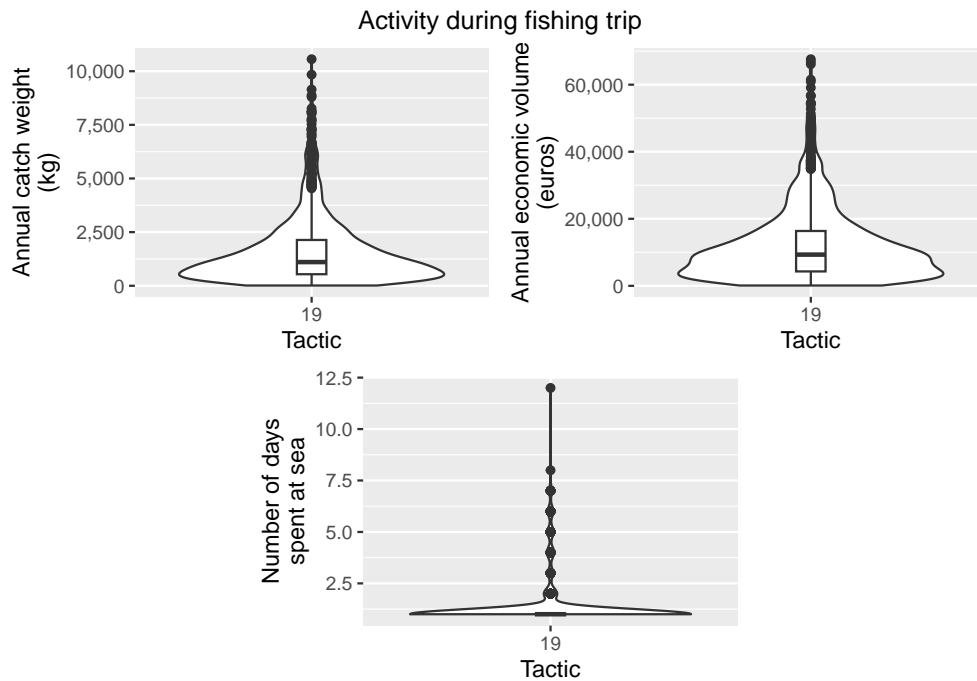 Activity during fishing trip
Annual catch weight
(kg)
10,000
7,500
5,000
2,500
0
19
Tactic
Annual economic volume
(euros)
60,000
40,000
20,000
0
19
Tactic
Number of days
spent at sea
12.5
10.0
7.5
5.0
2.5
19
Tactic